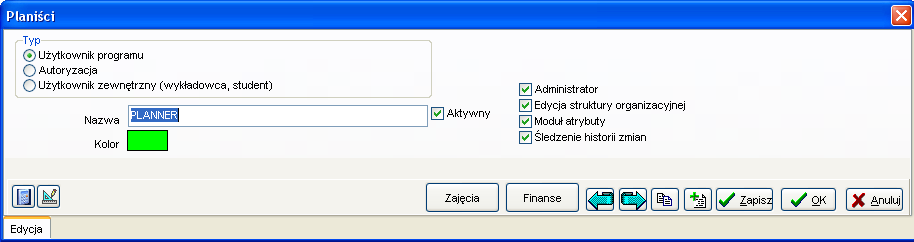 Planiści
Typ
Użytkownik programu
Autoryzacja
Użytkownik zewnętrzny (wykładowca, student)
Nazwa PLANNER Aktywny
Kolor
Administrator
Edycja struktury organizacyjnej
Moduł atrybuty
Śledzenie historii zmian
Zajęcia Finanse Zapisz OK Anuluj
Edycja